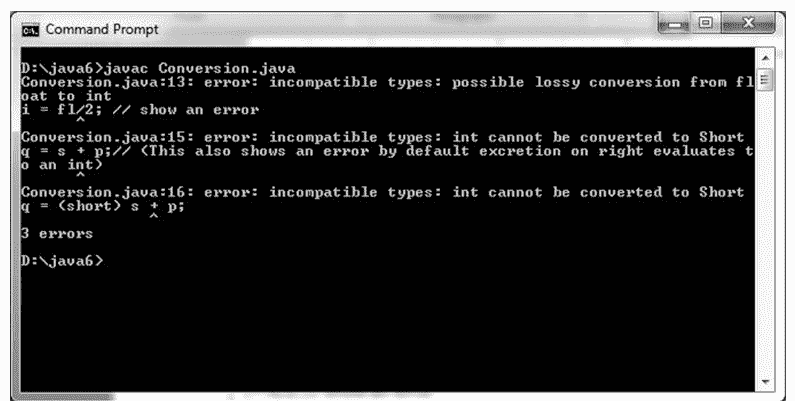 Command Prompt
D:\java6>javac Conversion.java
Conversion.java:13: error: incompatible types: possible lossy conversion from fl
oat to int
i = fl/2; // show an error
^
Conversion.java:15: error: incompatible types: int cannot be converted to Short
q = s + p;// (This also shows an error by default excretion on right evaluates t
o an int)
^
Conversion.java:16: error: incompatible types: int cannot be converted to Short
q = (short) s + p;
^
3 errors
D:\java6>